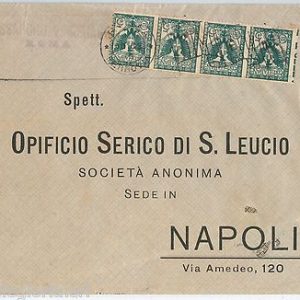 Spett.
OPIFICIO SERICO DI S. LEUCIO
SOCIETÀ ANONIMA
SEDE IN
NAPOLI
Via Amedeo, 120